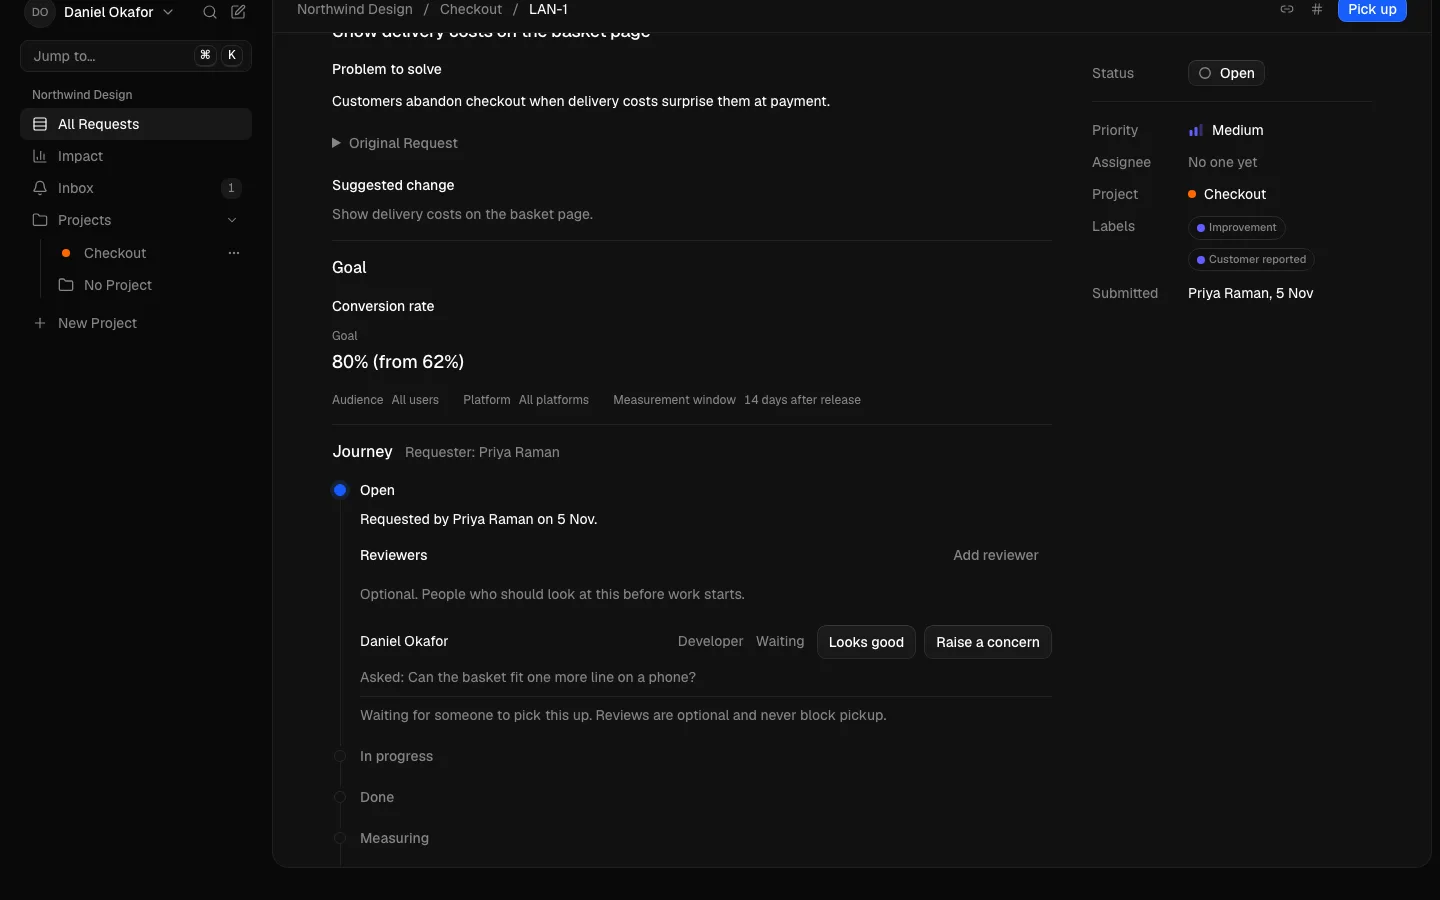 DO Daniel Okafor
Jump to... ⌘ K
Northwind Design
All Requests
Impact
Inbox 1
Projects
Checkout ...
No Project
New Project
Northwind Design / Checkout / LAN-1
Pick up
Show delivery costs on the basket page
Problem to solve
Customers abandon checkout when delivery costs surprise them at payment.
Original Request
Suggested change
Show delivery costs on the basket page.
Goal
Conversion rate
Goal
80% (from 62%)
Audience All users Platform All platforms Measurement window 14 days after release
Journey Requester: Priya Raman
Open
Requested by Priya Raman on 5 Nov.
Reviewers Add reviewer
Optional. People who should look at this before work starts.
Daniel Okafor Developer Waiting Looks good Raise a concern
Asked: Can the basket fit one more line on a phone?
Waiting for someone to pick this up. Reviews are optional and never block pickup.
In progress
Done
Measuring
Status Open
Priority Medium
Assignee No one yet
Project Checkout
Labels Improvement
Customer reported
Submitted Priya Raman, 5 Nov